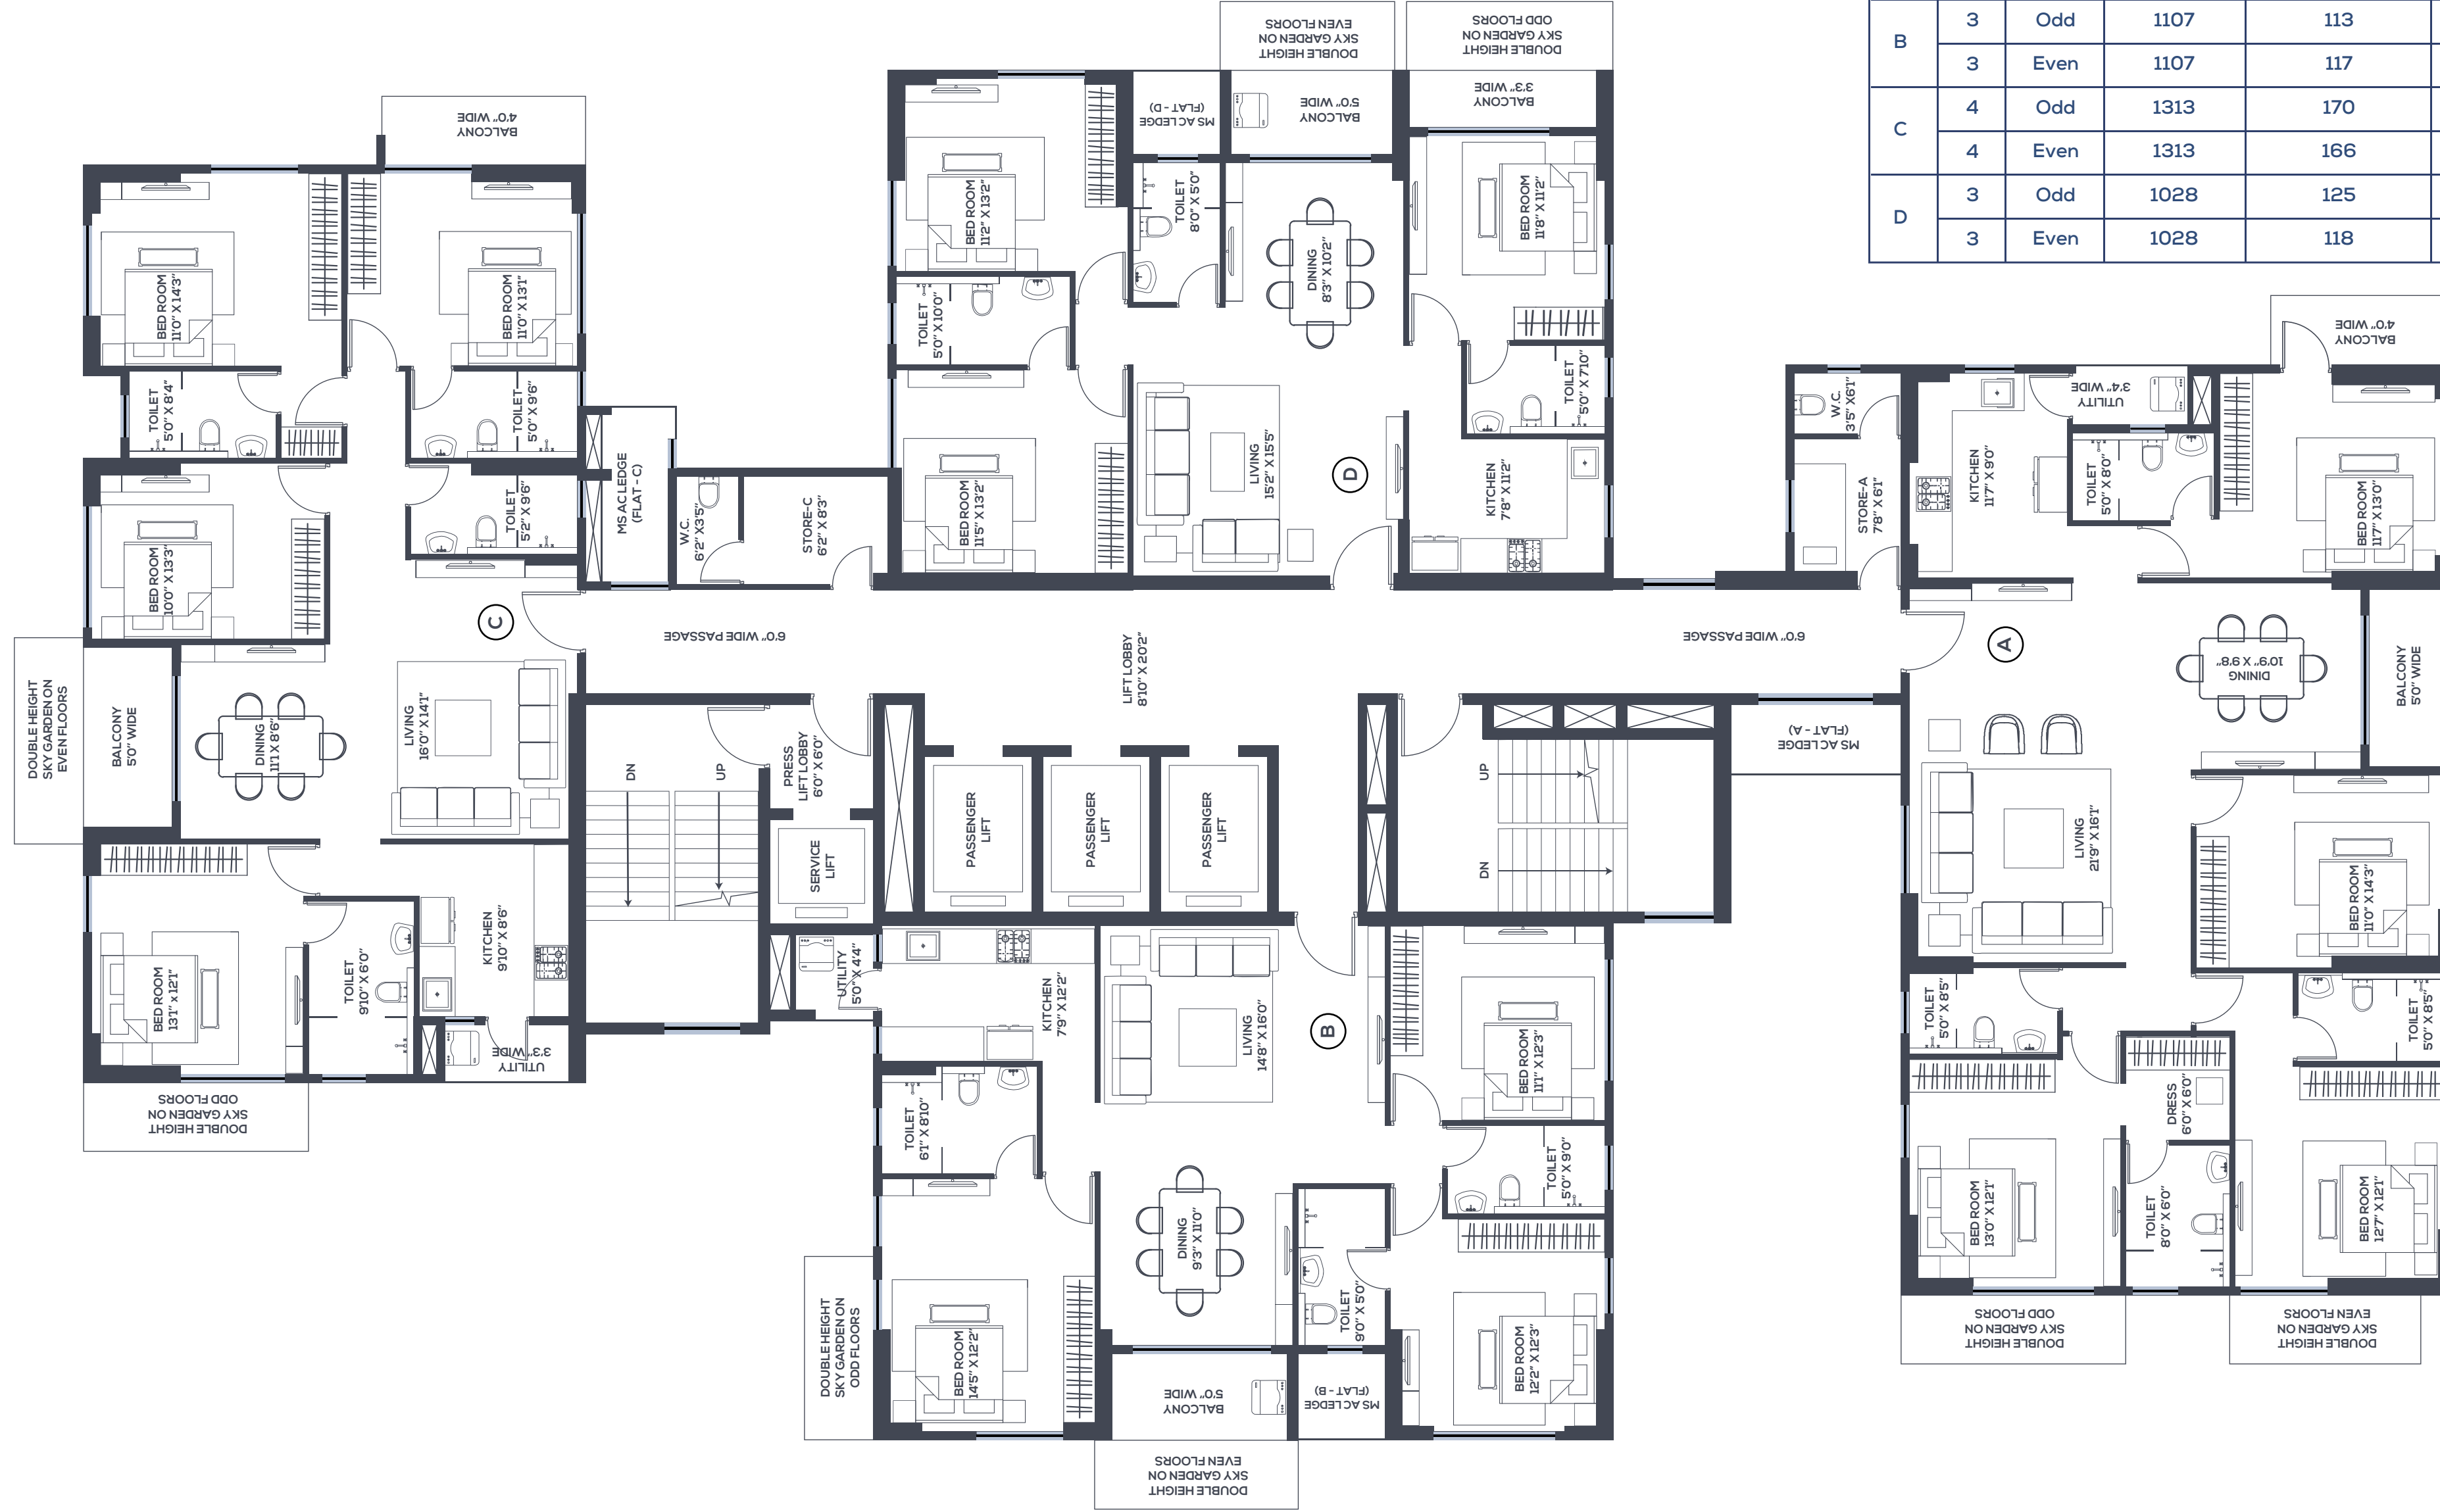 B
3 Odd 1107 113
3 Even 1107 117
C
4 Odd 1313 170
4 Even 1313 166
D
3 Odd 1028 125
3 Even 1028 118
BALCONY
4'0" WIDE
BED ROOM
11'0" X 14'3"
BED ROOM
11'0" X 13'1"
TOILET
5'0" X 8'4"
TOILET
5'0" X 9'6"
BED ROOM
10'0" X 13'3"
TOILET
5'2" X 9'6"
MS AC LEDGE
(FLAT - C)
W.C.
6'2" X3'5"
STORE-C
6'2" X 8'3"
C
DOUBLE HEIGHT
SKY GARDEN ON
EVEN FLOORS
BALCONY
5'0" WIDE
DINING
11'1 X 8'6"
LIVING
16'0" X 14'1"
BED ROOM
13'1" x 12'1"
TOILET
9'10" X 6'0"
KITCHEN
9'10" X 8'6"
UTILITY
3'3" WIDE
DOUBLE HEIGHT
SKY GARDEN ON
ODD FLOORS
DOUBLE HEIGHT
SKY GARDEN ON
EVEN FLOORS
DOUBLE HEIGHT
SKY GARDEN ON
ODD FLOORS
MS AC LEDGE
(FLAT - D)
BALCONY
5'0" WIDE
BALCONY
3'3" WIDE
BED ROOM
11'2" X 13'2"
TOILET
8'0" X 5'0"
DINING
8'3" X 10'2"
BED ROOM
11'8" X 11'2"
TOILET
5'0" X 10'0"
TOILET
5'0" X 7'10"
BED ROOM
11'5" X 13'2"
LIVING
15'2" X 15'5"
D
KITCHEN
7'8" X 11'2"
6'0" WIDE PASSAGE
LIFT LOBBY
8'10" X 20'2"
6'0" WIDE PASSAGE
DN
UP
PRESS
LIFT LOBBY
6'0" X 6'0"
SERVICE
LIFT
PASSENGER
LIFT
PASSENGER
LIFT
PASSENGER
LIFT
UP
DN
MS AC LEDGE
(FLAT - A)
UTILITY
5'0" X 4'4"
KITCHEN
7'9" X 12'2"
LIVING
14'8" X 16'0"
B
BED ROOM
11'1" X 12'3"
TOILET
6'1" X 8'10"
TOILET
5'0" X 9'0"
DINING
9'3" X 11'0"
TOILET
9'0" X 5'0"
DOUBLE HEIGHT
SKY GARDEN ON
ODD FLOORS
BED ROOM
14'5" X 12'2"
BED ROOM
12'2" X 12'3"
BALCONY
5'0" WIDE
MS AC LEDGE
(FLAT - B)
DOUBLE HEIGHT
SKY GARDEN ON
EVEN FLOORS
BALCONY
4'0" WIDE
W.C.
3'5" X6'1"
UTILITY
3'4" WIDE
STORE-A
7'8" X 6'1"
KITCHEN
11'7" X 9'0"
TOILET
5'0" X 8'0"
BED ROOM
11'7" X 13'0"
A
DINING
10'9" X 9'8"
BALCONY
5'0" WIDE
LIVING
21'9" X 16'1"
BED ROOM
11'0" X 14'3"
TOILET
5'0" X 8'5"
TOILET
5'0" X 8'5"
DRESS
6'0" X 6'0"
BED ROOM
13'0" X 12'1"
TOILET
8'0" X 6'0"
BED ROOM
12'7" X 12'1"
DOUBLE HEIGHT
SKY GARDEN ON
ODD FLOORS
DOUBLE HEIGHT
SKY GARDEN ON
EVEN FLOORS